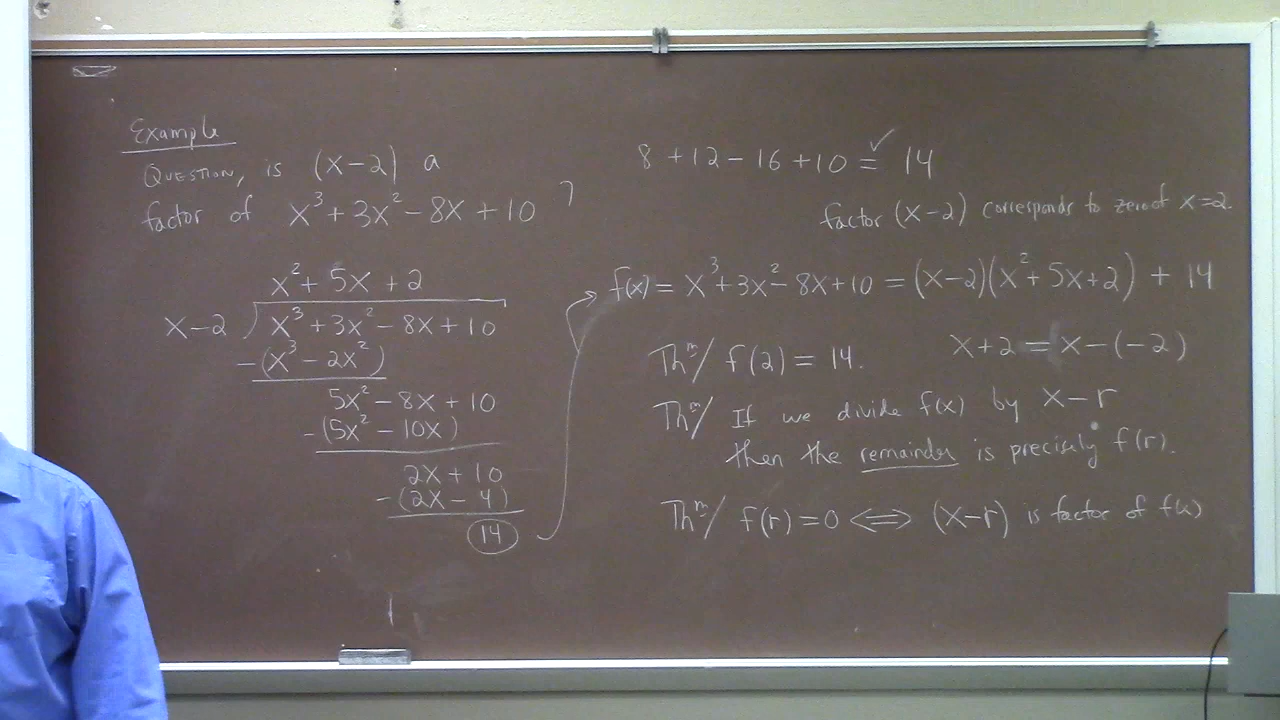 Example
QUESTION, is (x-2) a
factor of x³ + 3x² - 8x + 10 ?
x² + 5x + 2
x-2 ) x³ + 3x² - 8x + 10
-(x³ - 2x²)
5x² - 8x + 10
-(5x² - 10x)
2x + 10
-(2x - 4)
14
8 + 12 - 16 + 10 =✓ 14
factor (x-2) corresponds to zero of x=2.
f(x) = x³ + 3x² - 8x + 10 = (x-2)(x² + 5x + 2) + 14
Thᵐ/ f(2) = 14.
x+2 = x-(-2)
Thᵐ/ If we divide f(x) by x-r
then the remainder is precisely f(r).
Thᵐ/ f(r)=0 ⟺ (x-r) is factor of f(x)